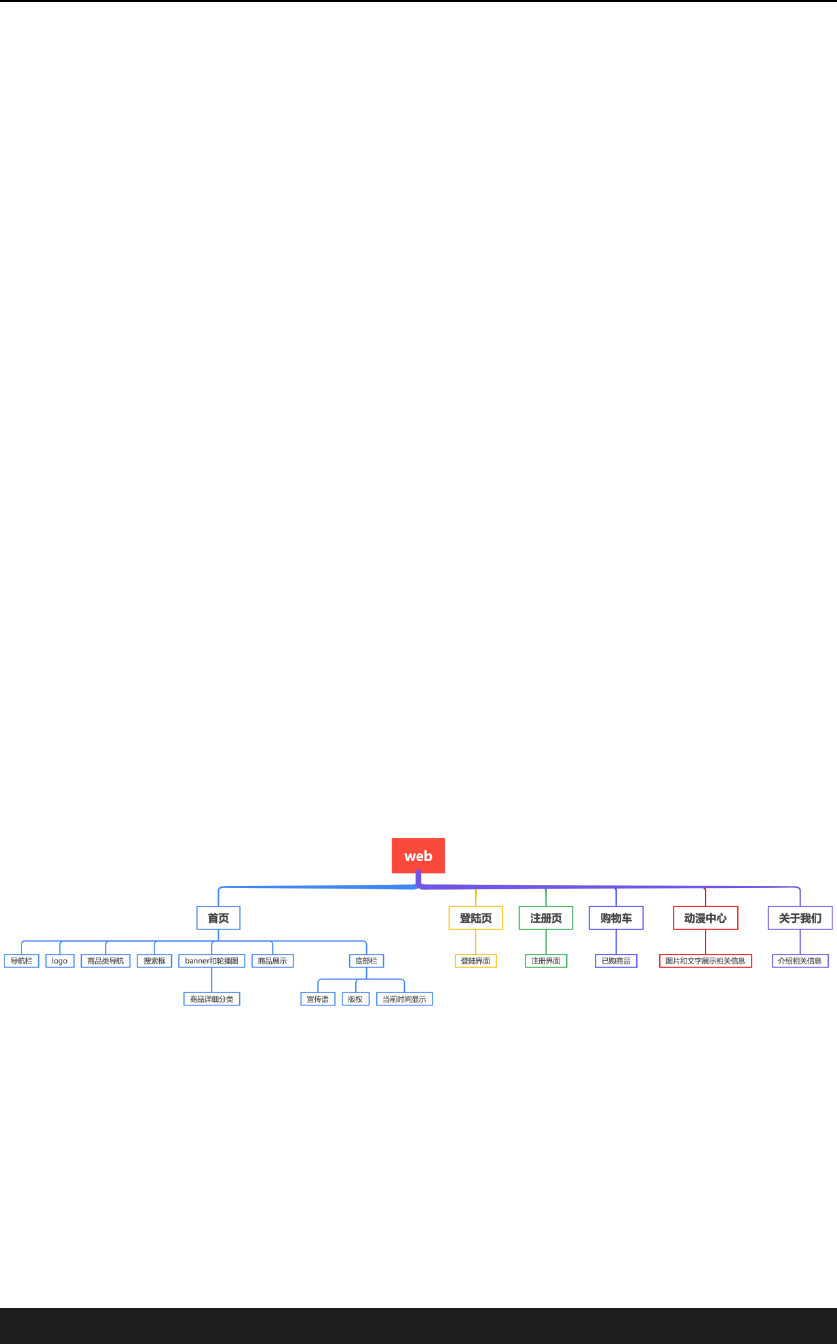 web
首页
登陆页
注册页
购物车
动漫中心
关于我们
导航栏
logo
商品类导航
搜索框
banner和轮播图
商品展示
底部栏
登陆界面
注册界面
已购商品
图片和文字展示相关信息
介绍相关信息
商品详细分类
宣传语
版权
当前时间显示